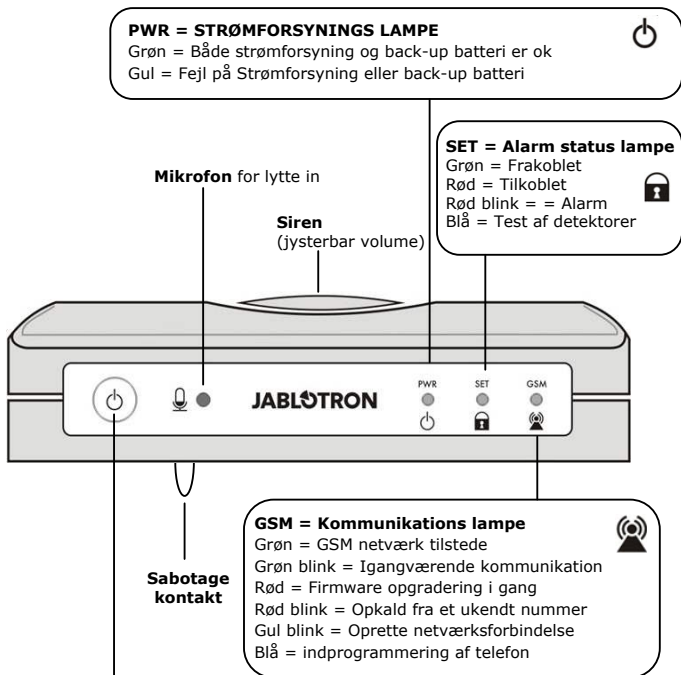 PWR = STRØMFORSYNINGS LAMPE
Grøn = Både strømforsyning og back-up batteri er ok
Gul = Fejl på Strømforsyning eller back-up batteri
SET = Alarm status lampe
Grøn = Frakoblet
Rød = Tilkoblet
Rød blink = = Alarm
Blå = Test af detektorer
Mikrofon for lytte in
Siren
(jysterbar volume)
JABLOTRON
PWR
SET
GSM
Sabotage
kontakt
GSM = Kommunikations lampe
Grøn = GSM netværk tilstede
Grøn blink = Igangværende kommunikation
Rød = Firmware opgradering i gang
Rød blink = Opkald fra et ukendt nummer
Gul blink = Oprette netværksforbindelse
Blå = indprogrammering af telefon